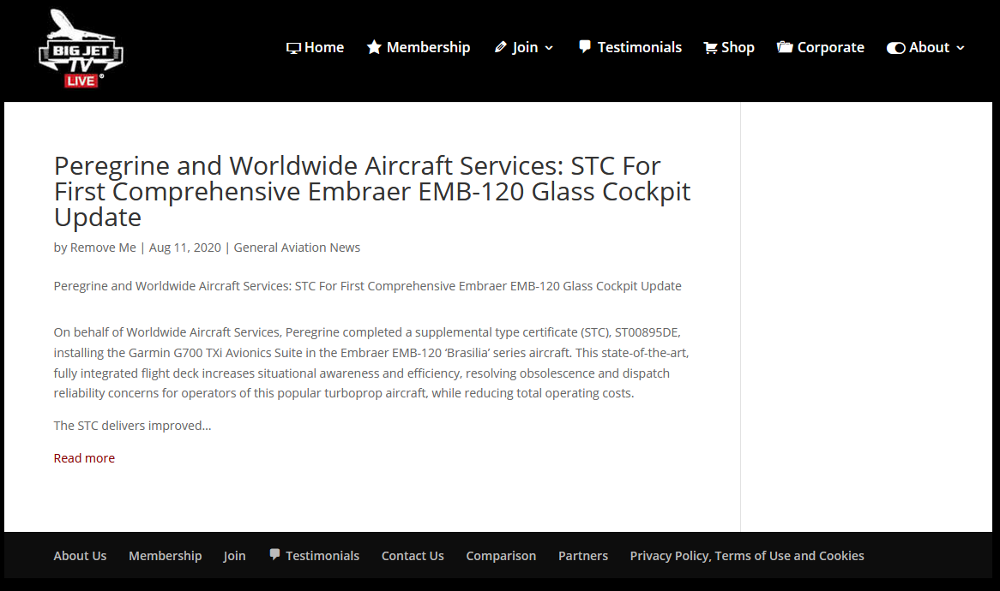 BIG JET
TV
LIVE®
Home Membership Join Testimonials Shop Corporate About
Peregrine and Worldwide Aircraft Services: STC For
First Comprehensive Embraer EMB-120 Glass Cockpit
Update
by Remove Me | Aug 11, 2020 | General Aviation News
Peregrine and Worldwide Aircraft Services: STC For First Comprehensive Embraer EMB-120 Glass Cockpit Update
On behalf of Worldwide Aircraft Services, Peregrine completed a supplemental type certificate (STC), ST00895DE,
installing the Garmin G700 TXi Avionics Suite in the Embraer EMB-120 ‘Brasilia’ series aircraft. This state-of-the-art,
fully integrated flight deck increases situational awareness and efficiency, resolving obsolescence and dispatch
reliability concerns for operators of this popular turboprop aircraft, while reducing total operating costs.
The STC delivers improved...
Read more
About Us Membership Join Testimonials Contact Us Comparison Partners Privacy Policy, Terms of Use and Cookies